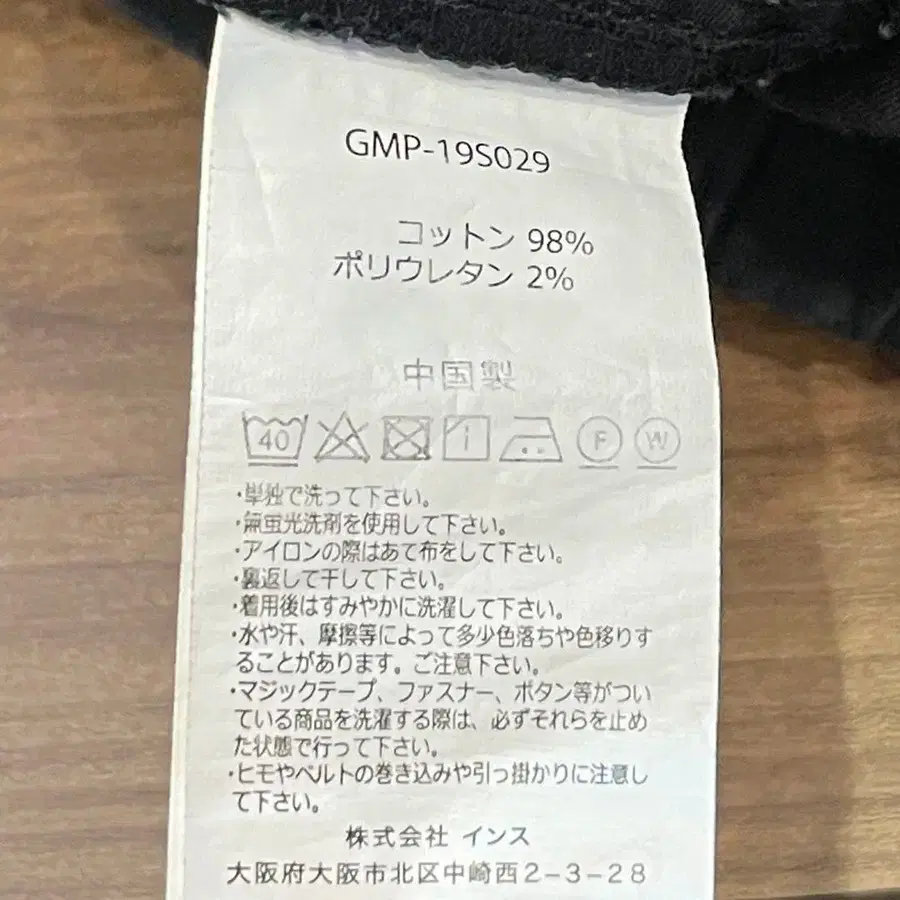 GMP-19S029
コットン 98%
ポリウレタン 2%
中国製
40 F W
・単独で洗って下さい。
・無蛍光洗剤を使用して下さい。
・アイロンの際はあて布をして下さい。
・裏返して干して下さい。
・着用後はすみやかに洗濯して下さい。
・水や汗、摩擦等によって多少色落ちや色移りす
ることがあります。ご注意下さい。
・マジックテープ、ファスナー、ボタン等がつい
ている商品を洗濯する際は、必ずそれらを止め
た状態で行って下さい。
・ヒモやベルトの巻き込みや引っ掛かりに注意し
て下さい。
株式会社 インス
大阪府大阪市北区中崎西2-3-28